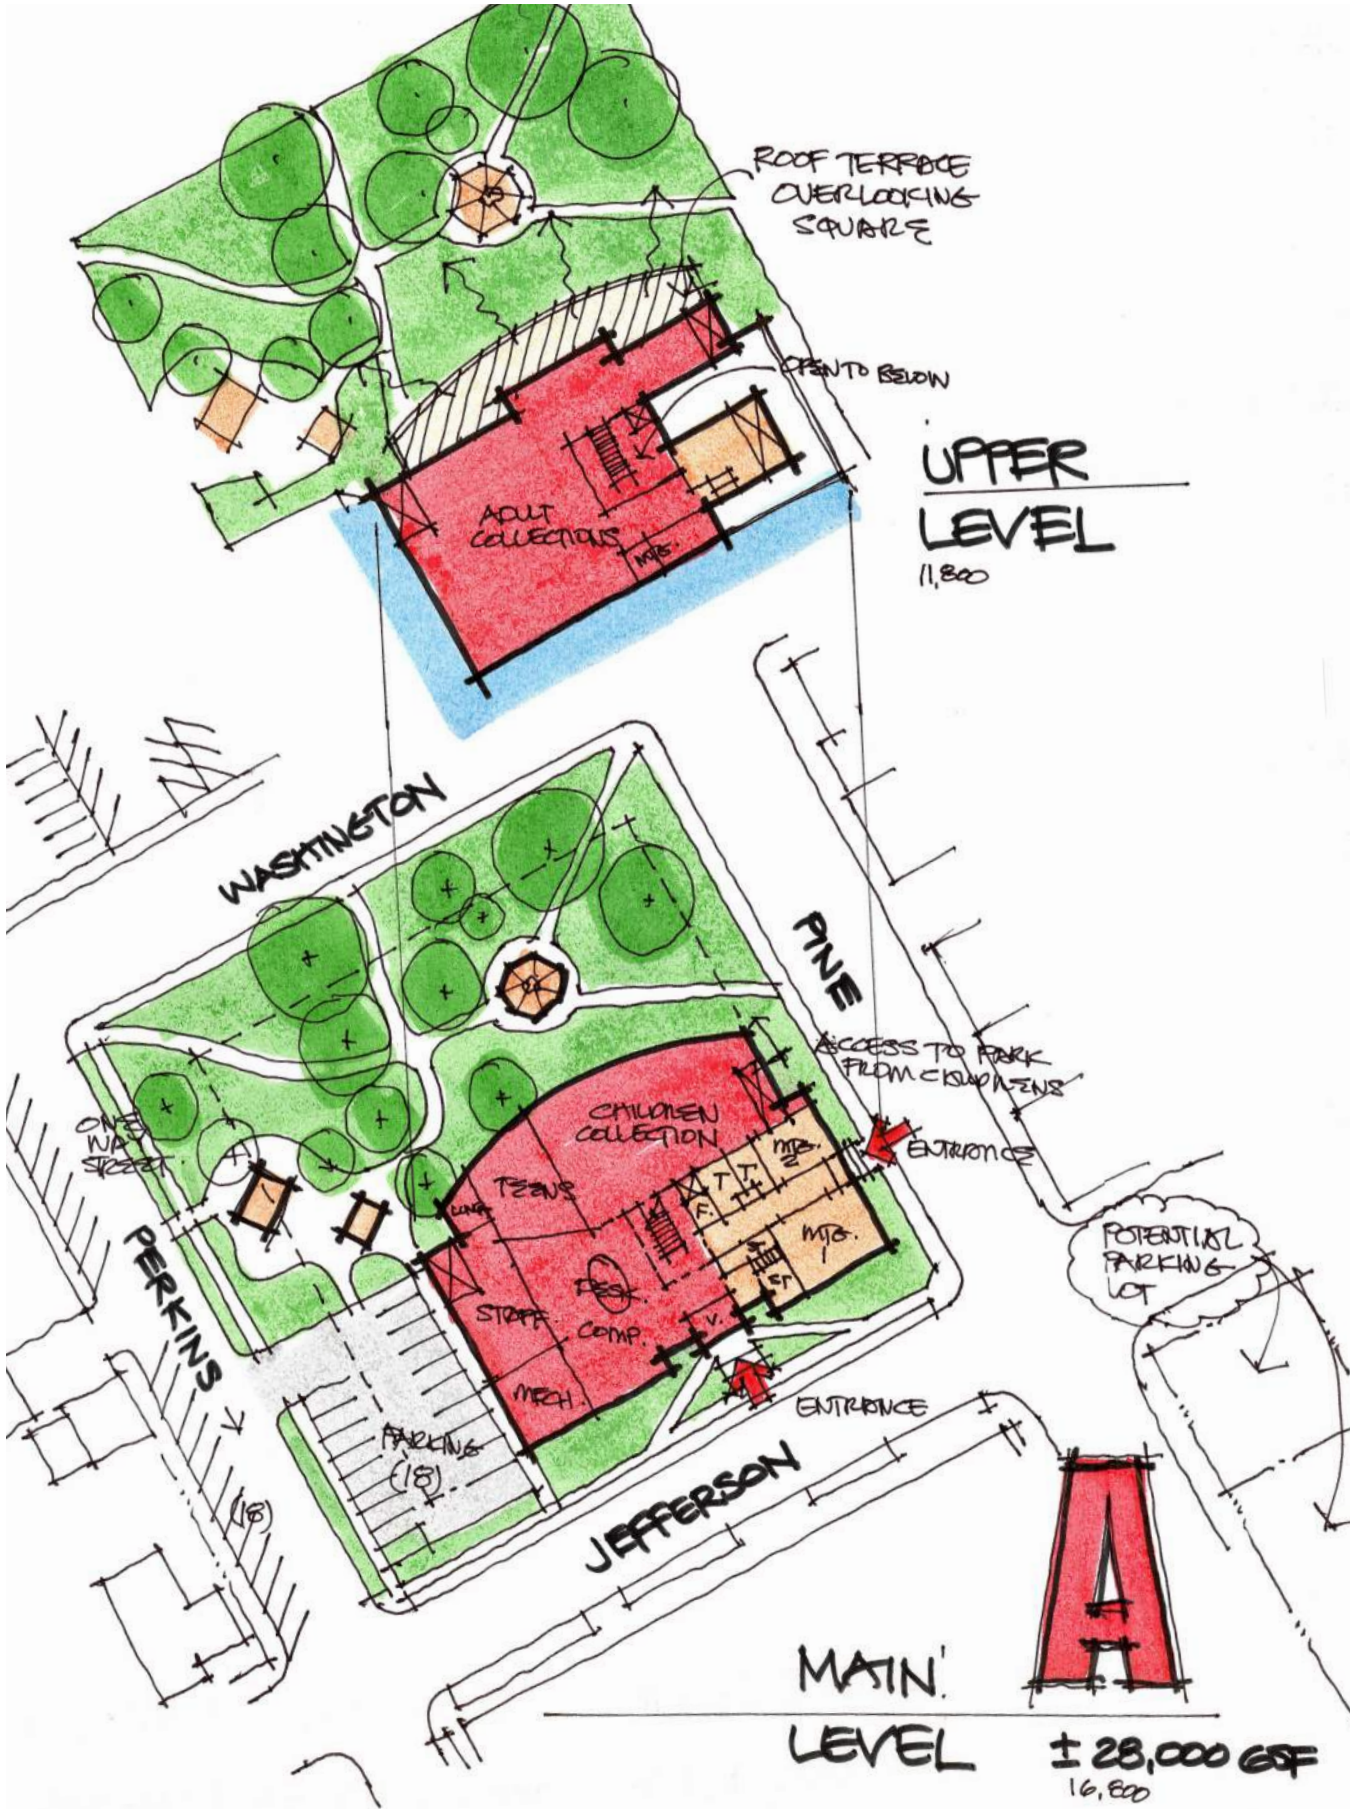 ROOF TERRACE
OVERLOOKING
SQUARE
OPEN TO BELOW
UPPER
LEVEL
11,800
ADULT
COLLECTIONS
MTG.
WASHINGTON
PINE
ACCESS TO PARK
FROM CHILDRENS
ENTRANCE
ONE
WAY
STREET
CHILDREN
COLLECTION
MTG.
2
T
T
F.
TEENS
MTG.
1
ST
POTENTIAL
PARKING
LOT
PERKINS
DESK
STAFF
COMP.
V.
MECH.
ENTRANCE
PARKING
(18)
(18)
JEFFERSON
A
MAIN
LEVEL
± 28,000 GSF
16,800